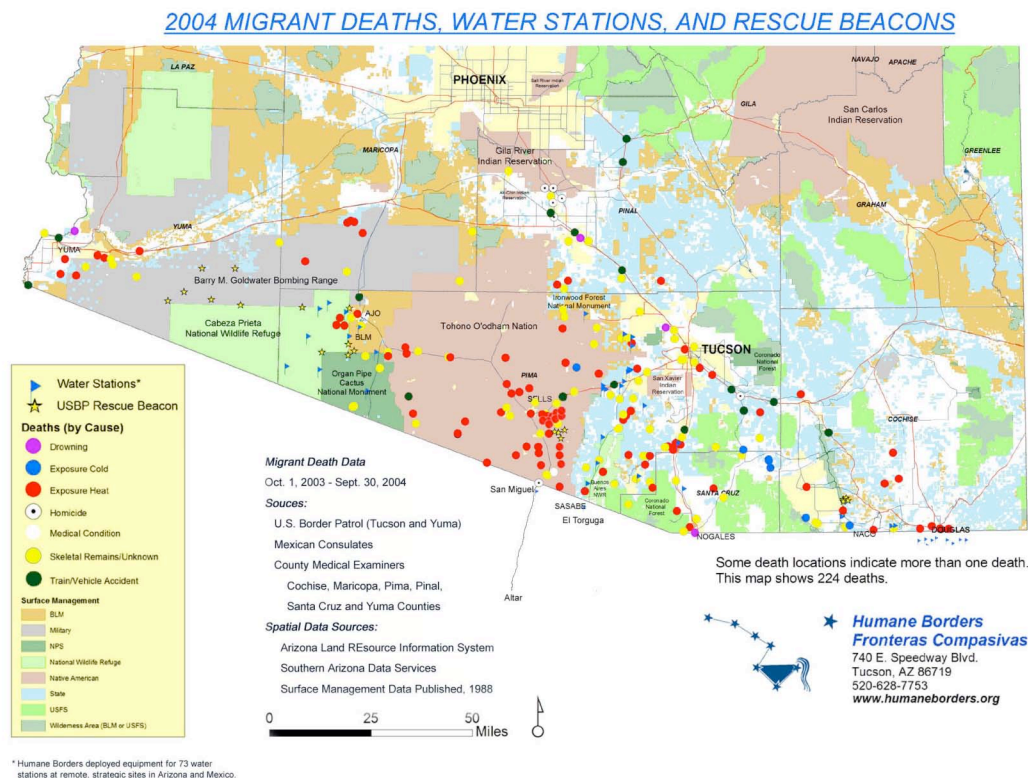 2004 MIGRANT DEATHS, WATER STATIONS, AND RESCUE BEACONS
LA PAZ
PHOENIX
Salt River Indian
Reservation
NAVAJO
APACHE
GILA
San Carlos
Indian Reservation
MARICOPA
Gila River
Indian Reservation
GREENLEE
Reservation
PINAL
GRAHAM
YUMA
YUMA
Barry M. Goldwater Bombing Range
Ironwood Forest
National Monument
Cabeza Prieta
National Wildlife Refuge
AJO
BLM
Tohono O'odham Nation
TUCSON
Coronado
National
Forest
Organ Pipe
Cactus
National Monument
PIMA
San Xavier
Indian
Reservation
SELLS
COCHISE
San Miguel
Buenos
Aires
NWR
SANTA CRUZ
Coronado
National
Forest
SASABE
El Torguga
NOGALES
NACO
DOUGLAS
Altar
Water Stations*
USBP Rescue Beacon
Deaths (by Cause)
Drowning
Exposure Cold
Exposure Heat
Homicide
Medical Condition
Skeletal Remains/Unknown
Train/Vehicle Accident
Surface Management
BLM
Military
NPS
National Wildlife Refuge
Native American
State
USFS
Wilderness Area (BLM or USFS)
* Humane Borders deployed equipment for 73 water
stations at remote, strategic sites in Arizona and Mexico.
Migrant Death Data
Oct. 1, 2003 - Sept. 30, 2004
Souces:
U.S. Border Patrol (Tucson and Yuma)
Mexican Consulates
County Medical Examiners
Cochise, Maricopa, Pima, Pinal,
Santa Cruz and Yuma Counties
Spatial Data Sources:
Arizona Land REsource Information System
Southern Arizona Data Services
Surface Management Data Published, 1988
0 25 50
Miles
Some death locations indicate more than one death.
This map shows 224 deaths.
Humane Borders
Fronteras Compasivas
740 E. Speedway Blvd.
Tucson, AZ 86719
520-628-7753
www.humaneborders.org